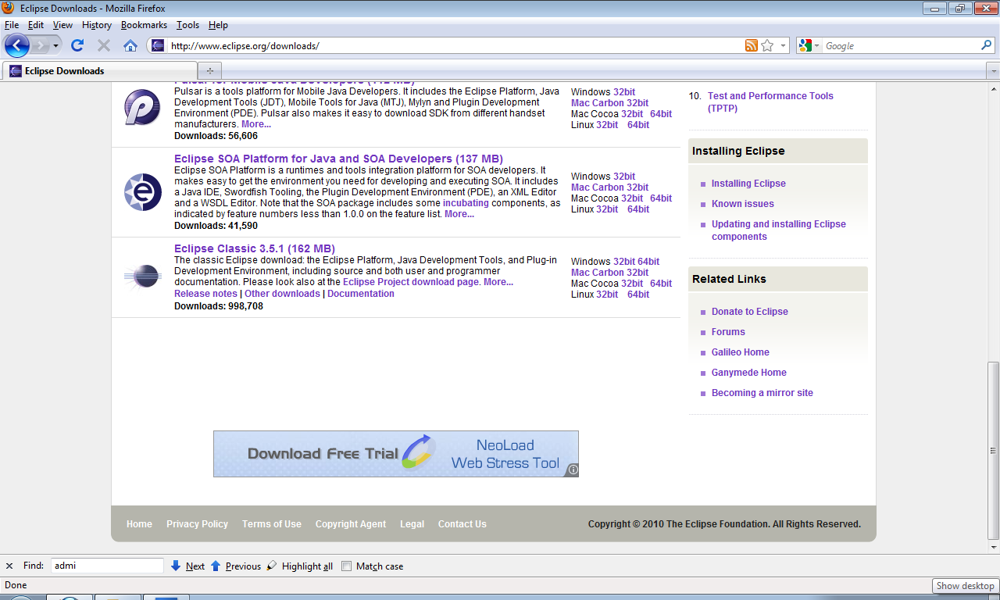 Eclipse Downloads - Mozilla Firefox
File Edit View History Bookmarks Tools Help
http://www.eclipse.org/downloads/
Google
Eclipse Downloads
Pulsar for Mobile Java Developers (112 MB)
Pulsar is a tools platform for Mobile Java Developers. It includes the Eclipse Platform, Java
Development Tools (JDT), Mobile Tools for Java (MTJ), Mylyn and Plugin Development
Environment (PDE). Pulsar also makes it easy to download SDK from different handset
manufacturers. More...
Downloads: 56,606
Windows 32bit
Mac Carbon 32bit
Mac Cocoa 32bit 64bit
Linux 32bit 64bit
Eclipse SOA Platform for Java and SOA Developers (137 MB)
Eclipse SOA Platform is a runtimes and tools integration platform for SOA developers. It
makes easy to get the environment you need for developing and executing SOA. It includes
a Java IDE, Swordfish Tooling, the Plugin Development Environment (PDE), an XML Editor
and a WSDL Editor. Note that the SOA package includes some incubating components, as
indicated by feature numbers less than 1.0.0 on the feature list. More...
Downloads: 41,590
Windows 32bit
Mac Carbon 32bit
Mac Cocoa 32bit 64bit
Linux 32bit 64bit
Eclipse Classic 3.5.1 (162 MB)
The classic Eclipse download: the Eclipse Platform, Java Development Tools, and Plug-in
Development Environment, including source and both user and programmer
documentation. Please look also at the Eclipse Project download page. More...
Release notes | Other downloads | Documentation
Downloads: 998,708
Windows 32bit 64bit
Mac Carbon 32bit
Mac Cocoa 32bit 64bit
Linux 32bit 64bit
10. Test and Performance Tools
(TPTP)
Installing Eclipse
Installing Eclipse
Known issues
Updating and installing Eclipse
components
Related Links
Donate to Eclipse
Forums
Galileo Home
Ganymede Home
Becoming a mirror site
Download Free Trial
NeoLoad
Web Stress Tool
Home Privacy Policy Terms of Use Copyright Agent Legal Contact Us
Copyright © 2010 The Eclipse Foundation. All Rights Reserved.
Find: admi Next Previous Highlight all Match case
Done
Show desktop